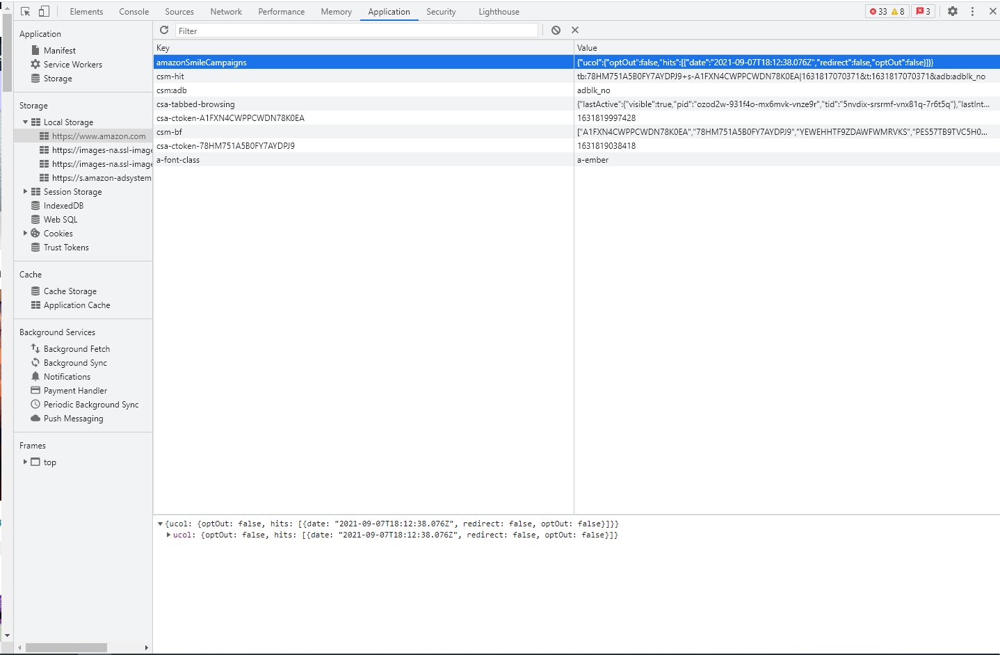 Elements Console Sources Network Performance Memory Application Security Lighthouse 33 8 3
Application
Manifest
Service Workers
Storage
Storage
Local Storage
https://www.amazon.com
https://images-na.ssl-image
https://images-na.ssl-image
https://s.amazon-adsystem
Session Storage
IndexedDB
Web SQL
Cookies
Trust Tokens
Cache
Cache Storage
Application Cache
Background Services
Background Fetch
Background Sync
Notifications
Payment Handler
Periodic Background Sync
Push Messaging
Frames
top
Filter
Key Value
amazonSmileCampaigns {"ucol":{"optOut":false,"hits":[{"date":"2021-09-07T18:12:38.076Z","redirect":false,"optOut":false}]}}
csm-hit tb:78HM751A5B0FY7AYDPJ9+s-A1FXN4CWPPCWDN78K0EA|1631817070371&t:1631817070371&adb:adblk_no
csm:adb adblk_no
csa-tabbed-browsing {"lastActive":{"visible":true,"pid":"ozod2w-931f4o-mx6mvk-vnze9r","tid":"5nvdix-srsrmf-vnx81q-7r6t5q"},"lastInt...
csa-ctoken-A1FXN4CWPPCWDN78K0EA 1631819997428
csm-bf ["A1FXN4CWPPCWDN78K0EA","78HM751A5B0FY7AYDPJ9","YEWEHHTF9ZDAWFWMRVKS","PES57TB9TVC5H0...
csa-ctoken-78HM751A5B0FY7AYDPJ9 1631819038418
a-font-class a-ember
{ucol: {optOut: false, hits: [{date: "2021-09-07T18:12:38.076Z", redirect: false, optOut: false}]}}
ucol: {optOut: false, hits: [{date: "2021-09-07T18:12:38.076Z", redirect: false, optOut: false}]}